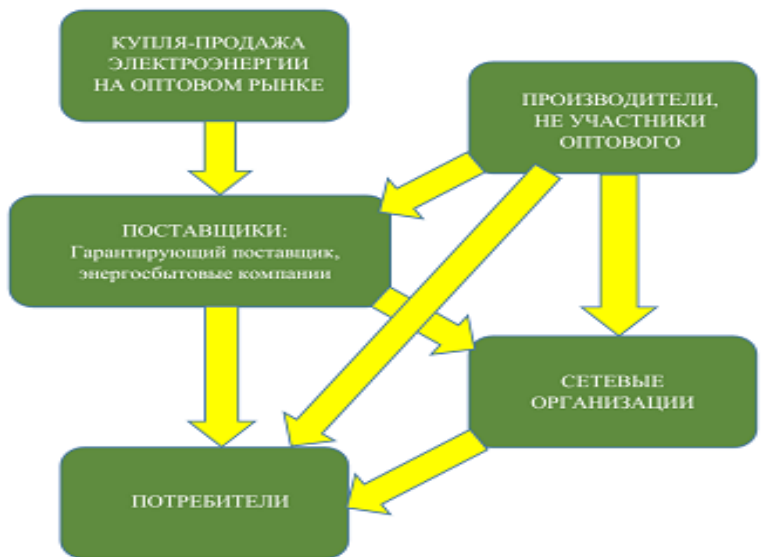 КУПЛЯ-ПРОДАЖА
ЭЛЕКТРОЭНЕРГИИ
НА ОПТОВОМ РЫНКЕ
ПРОИЗВОДИТЕЛИ,
НЕ УЧАСТНИКИ
ОПТОВОГО
ПОСТАВЩИКИ:
Гарантирующий поставщик,
энергосбытовые компании
СЕТЕВЫЕ
ОРГАНИЗАЦИИ
ПОТРЕБИТЕЛИ